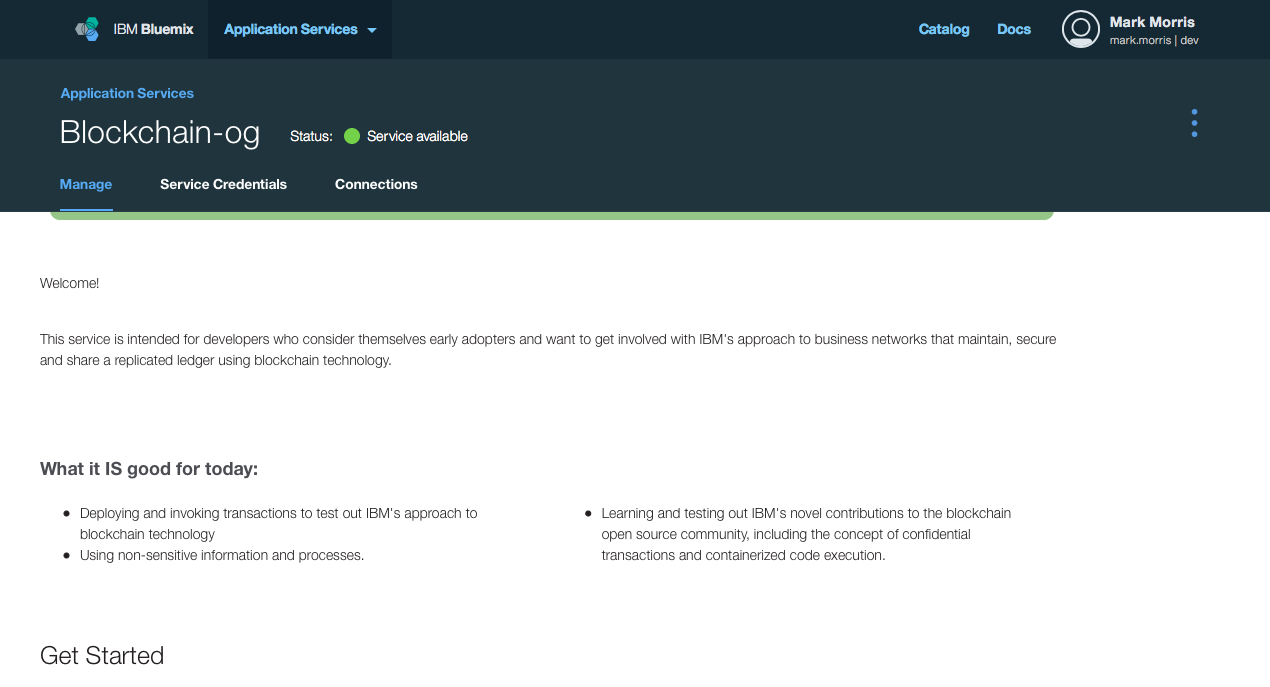 IBM Bluemix
Application Services
Catalog
Docs
Mark Morris
mark.morris | dev
Application Services
Blockchain-og
Status: Service available
Manage
Service Credentials
Connections
Welcome!
This service is intended for developers who consider themselves early adopters and want to get involved with IBM's approach to business networks that maintain, secure
and share a replicated ledger using blockchain technology.
What it IS good for today:
Deploying and invoking transactions to test out IBM's approach to
blockchain technology
Using non-sensitive information and processes.
Learning and testing out IBM's novel contributions to the blockchain
open source community, including the concept of confidential
transactions and containerized code execution.
Get Started